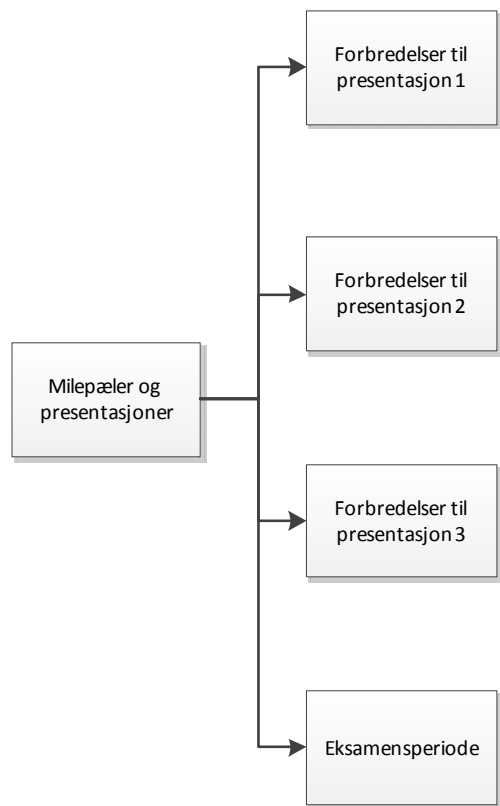 Forbredelser til
presentasjon 1
Forbredelser til
presentasjon 2
Milepæler og
presentasjoner
Forbredelser til
presentasjon 3
Eksamensperiode